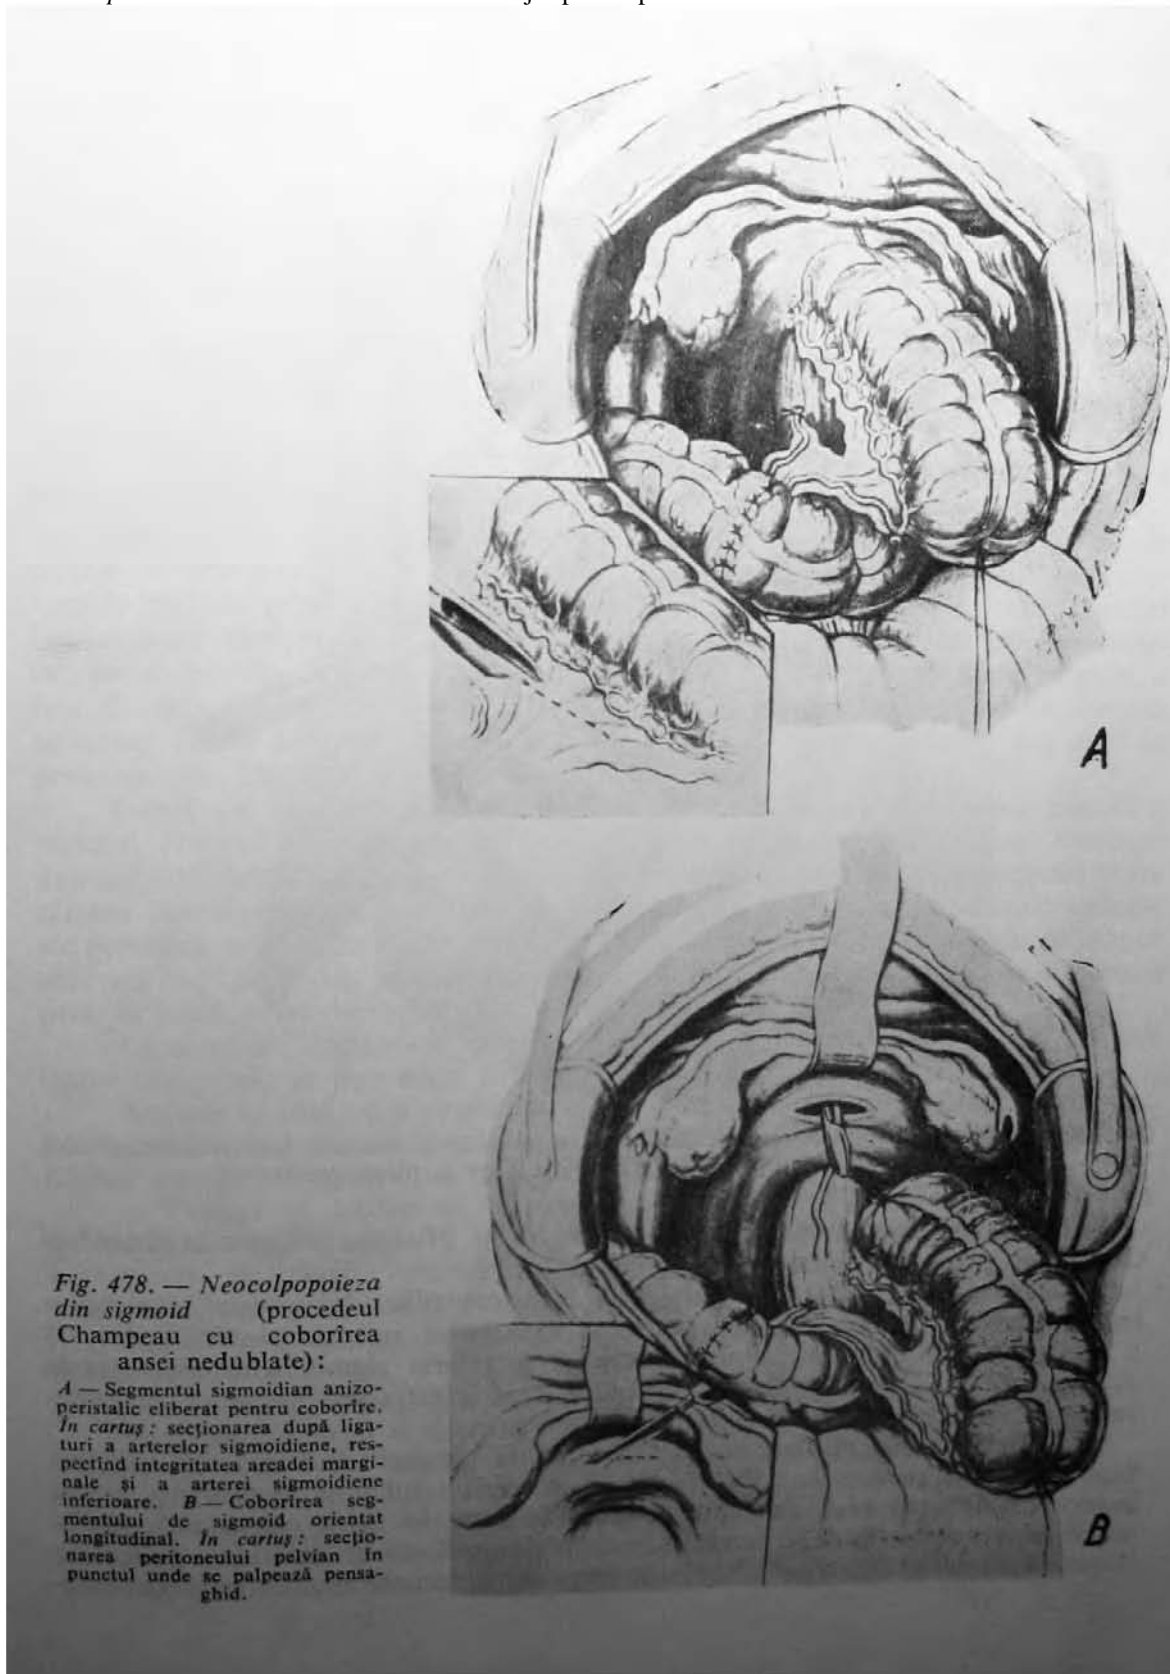 A
B
Fig. 478. — Neocolpopoieza
din sigmoid (procedeul
Champeau cu coborîrea
ansei nedublate):
A — Segmentul sigmoidian anizo-
peristalic eliberat pentru coborîre.
În cartuş: secţionarea după liga-
turi a arterelor sigmoidiene, res-
pectînd integritatea arcadei margi-
nale şi a arterei sigmoidiene
inferioare. B — Coborîrea seg-
mentului de sigmoid orientat
longitudinal. În cartuş: secţio-
narea peritoneului pelvian în
punctul unde se palpează pensa-
ghid.